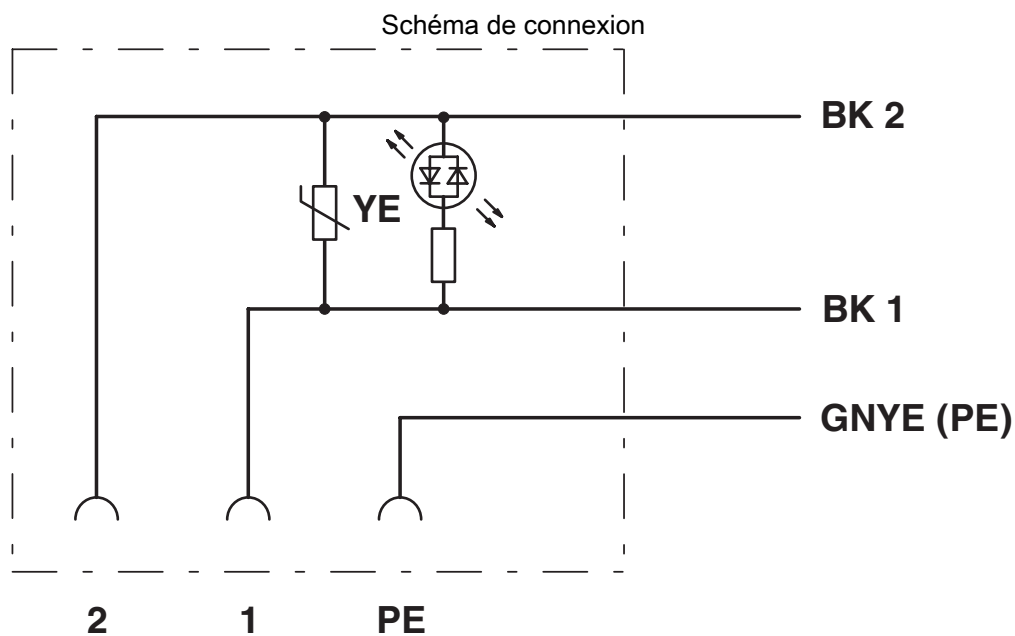 Schéma de connexion
BK 2
YE
BK 1
GNYE (PE)
2 1 PE